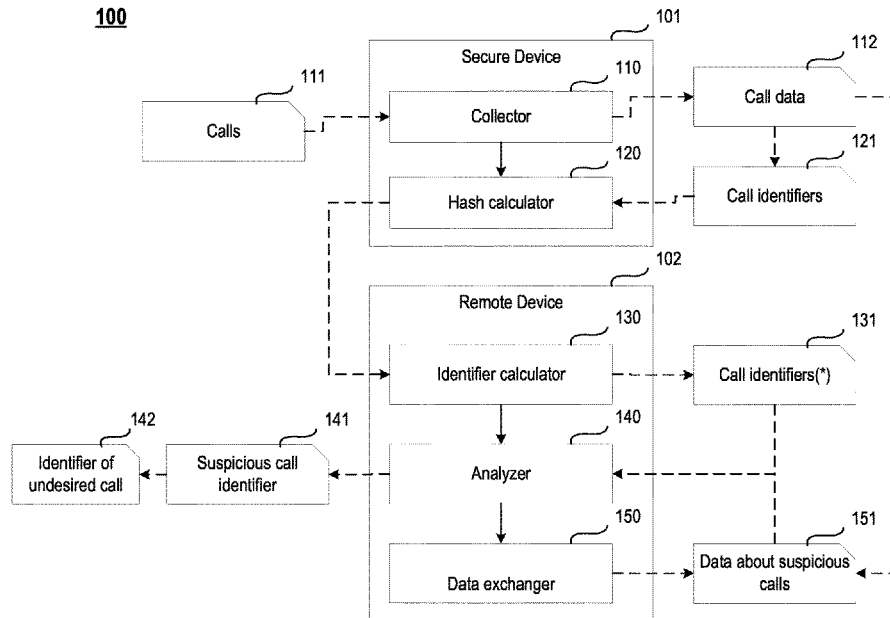 100
101
Secure Device
112
111
110
Calls
Collector
Call data
120
121
Hash calculator
Call identifiers
102
Remote Device
130
131
Identifier calculator
Call identifiers(*)
142
141
140
Identifier of
undesired call
Suspicious call
identifier
Analyzer
150
151
Data exchanger
Data about suspicious
calls